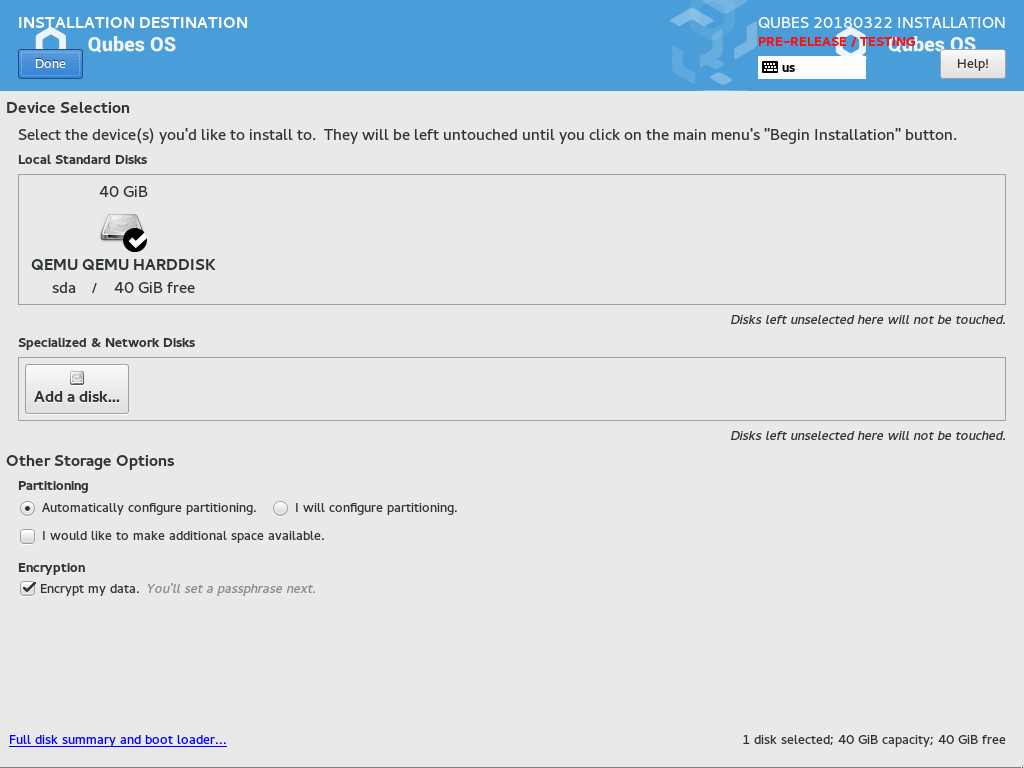 INSTALLATION DESTINATION
Qubes OS
Done
QUBES 20180322 INSTALLATION
PRE-RELEASE / TESTING
Qubes OS
us
Help!
Device Selection
Select the device(s) you'd like to install to.  They will be left untouched until you click on the main menu's "Begin Installation" button.
Local Standard Disks
40 GiB
QEMU QEMU HARDDISK
sda / 40 GiB free
Disks left unselected here will not be touched.
Specialized & Network Disks
Add a disk...
Disks left unselected here will not be touched.
Other Storage Options
Partitioning
Automatically configure partitioning. I will configure partitioning.
I would like to make additional space available.
Encryption
Encrypt my data. You'll set a passphrase next.
Full disk summary and boot loader...
1 disk selected; 40 GiB capacity; 40 GiB free